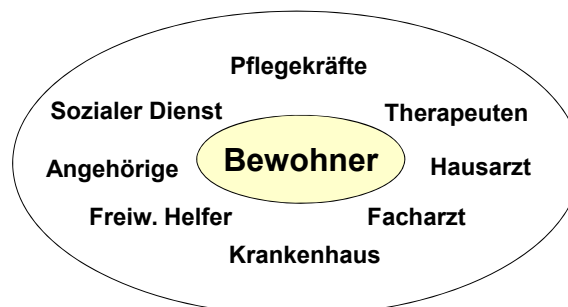 Pflegekräfte
Sozialer Dienst
Therapeuten
Angehörige
Bewohner
Hausarzt
Freiw. Helfer
Facharzt
Krankenhaus